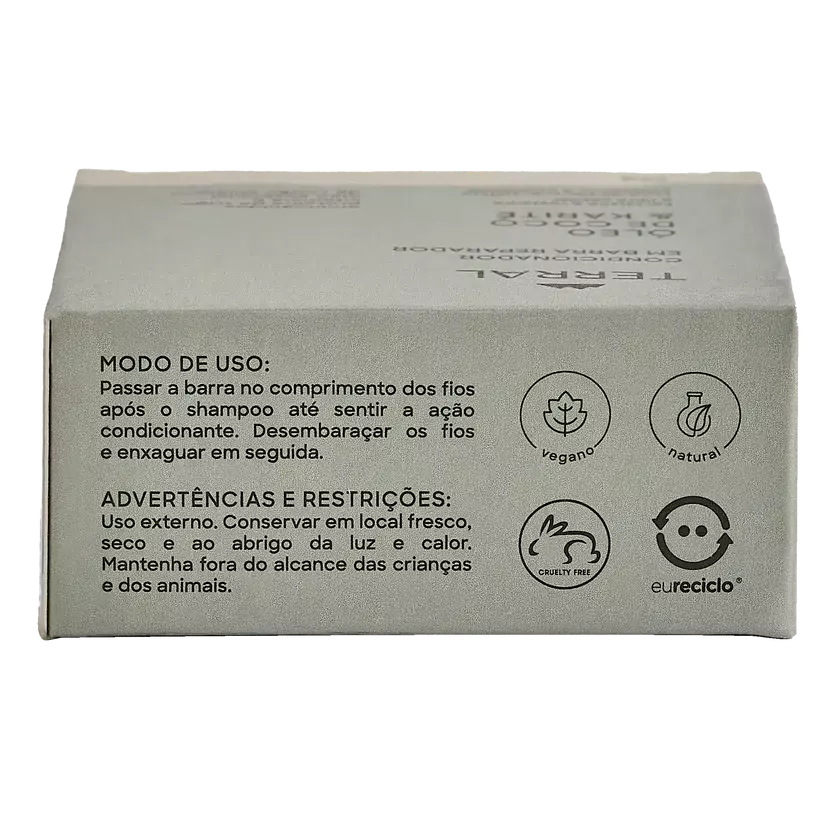 TERRAL
CONDICIONADOR
EM BARRA REPARADOR
ÓLEO
DE COCO
& KARITÉ
MODO DE USO:
Passar a barra no comprimento dos fios
após o shampoo até sentir a ação
condicionante. Desembaraçar os fios
e enxaguar em seguida.
ADVERTÊNCIAS E RESTRIÇÕES:
Uso externo. Conservar em local fresco,
seco e ao abrigo da luz e calor.
Mantenha fora do alcance das crianças
e dos animais.
vegano
natural
CRUELTY FREE
eureciclo®